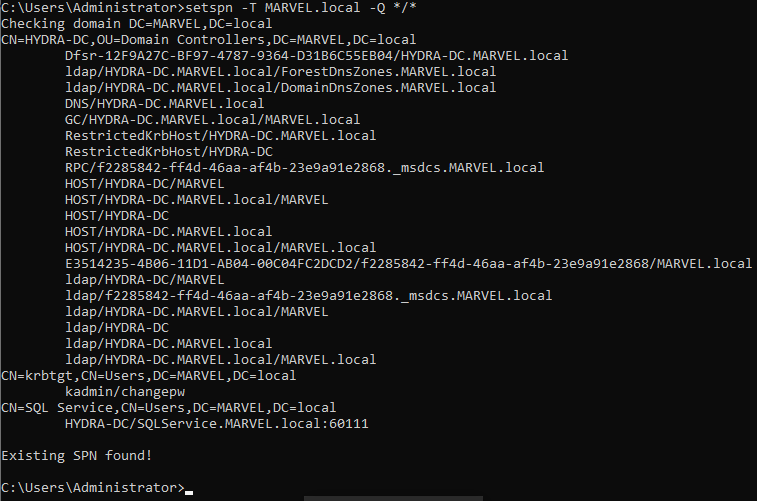 C:\Users\Administrator>setspn -T MARVEL.local -Q */*
Checking domain DC=MARVEL,DC=local
CN=HYDRA-DC,OU=Domain Controllers,DC=MARVEL,DC=local
Dfsr-12F9A27C-BF97-4787-9364-D31B6C55EB04/HYDRA-DC.MARVEL.local
ldap/HYDRA-DC.MARVEL.local/ForestDnsZones.MARVEL.local
ldap/HYDRA-DC.MARVEL.local/DomainDnsZones.MARVEL.local
DNS/HYDRA-DC.MARVEL.local
GC/HYDRA-DC.MARVEL.local/MARVEL.local
RestrictedKrbHost/HYDRA-DC.MARVEL.local
RestrictedKrbHost/HYDRA-DC
RPC/f2285842-ff4d-46aa-af4b-23e9a91e2868._msdcs.MARVEL.local
HOST/HYDRA-DC/MARVEL
HOST/HYDRA-DC.MARVEL.local/MARVEL
HOST/HYDRA-DC
HOST/HYDRA-DC.MARVEL.local
HOST/HYDRA-DC.MARVEL.local/MARVEL.local
E3514235-4B06-11D1-AB04-00C04FC2DCD2/f2285842-ff4d-46aa-af4b-23e9a91e2868/MARVEL.local
ldap/HYDRA-DC/MARVEL
ldap/f2285842-ff4d-46aa-af4b-23e9a91e2868._msdcs.MARVEL.local
ldap/HYDRA-DC.MARVEL.local/MARVEL
ldap/HYDRA-DC
ldap/HYDRA-DC.MARVEL.local
ldap/HYDRA-DC.MARVEL.local/MARVEL.local
CN=krbtgt,CN=Users,DC=MARVEL,DC=local
kadmin/changepw
CN=SQL Service,CN=Users,DC=MARVEL,DC=local
HYDRA-DC/SQLService.MARVEL.local:60111
Existing SPN found!
C:\Users\Administrator>